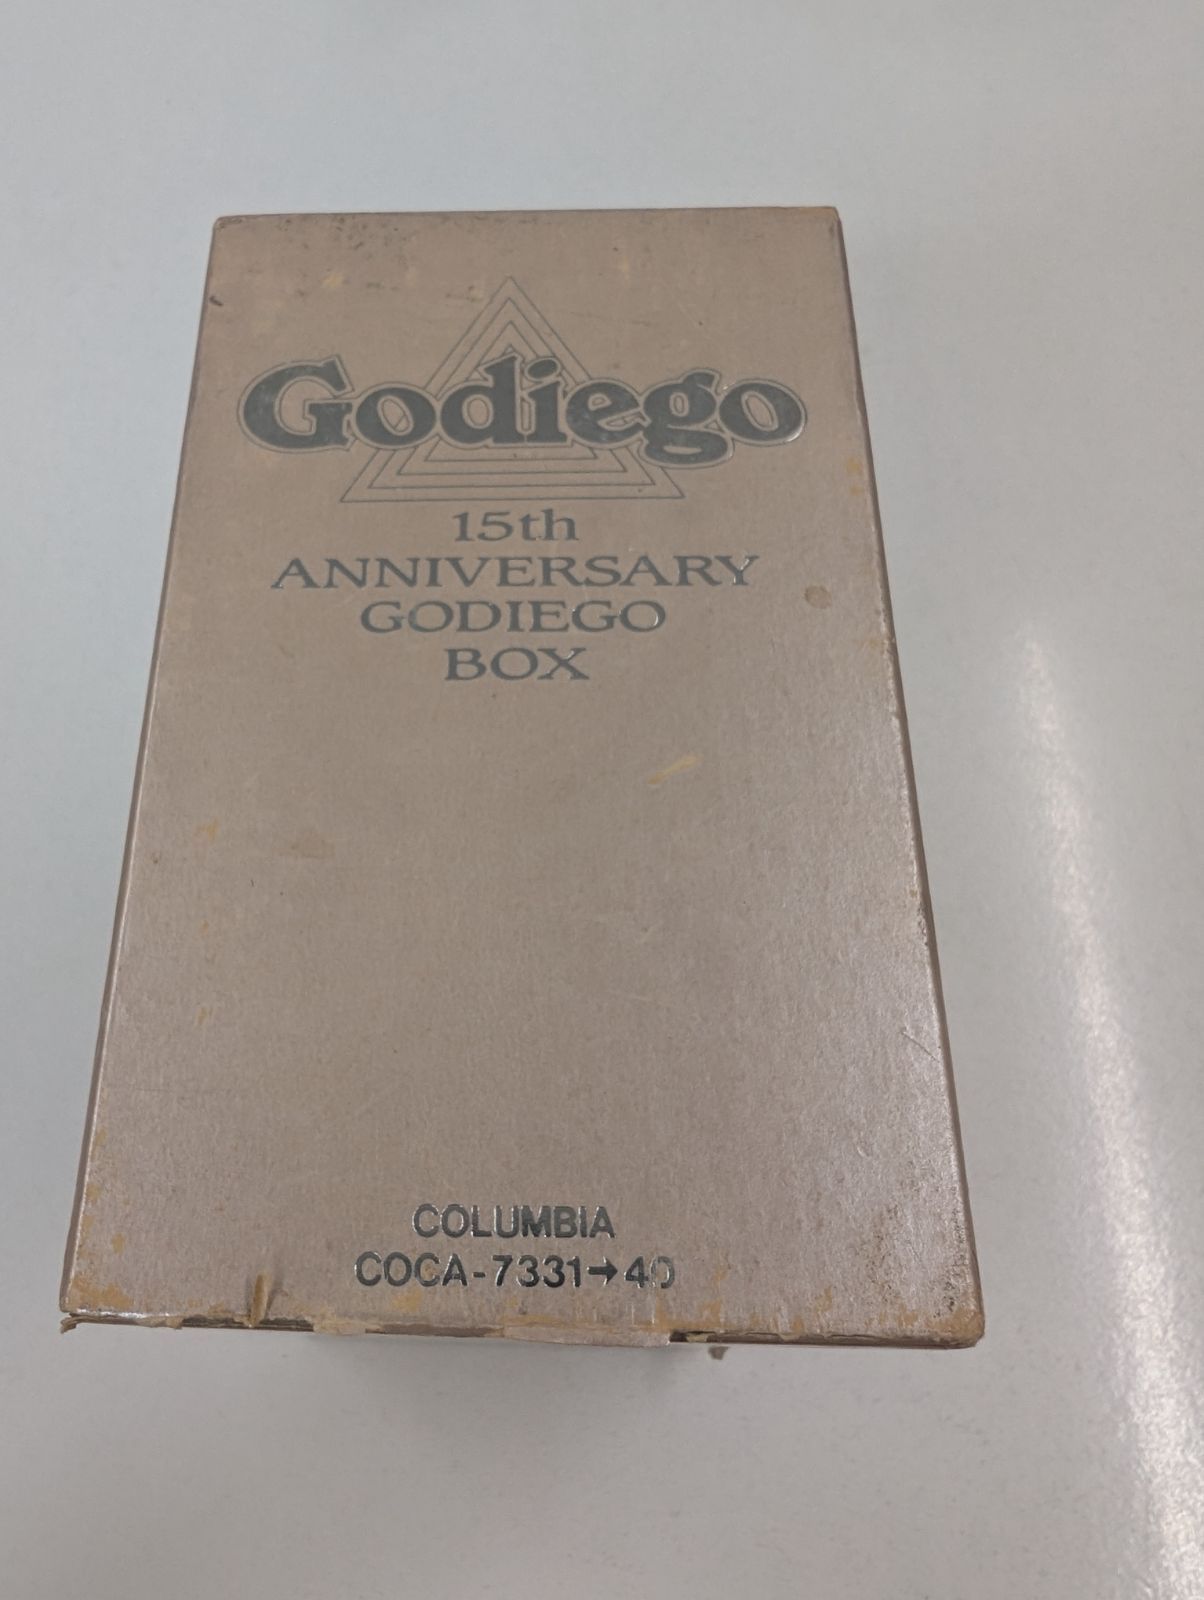 Godiego
15th
ANNIVERSARY
GODIEGO
BOX
COLUMBIA
COCA-7331→40